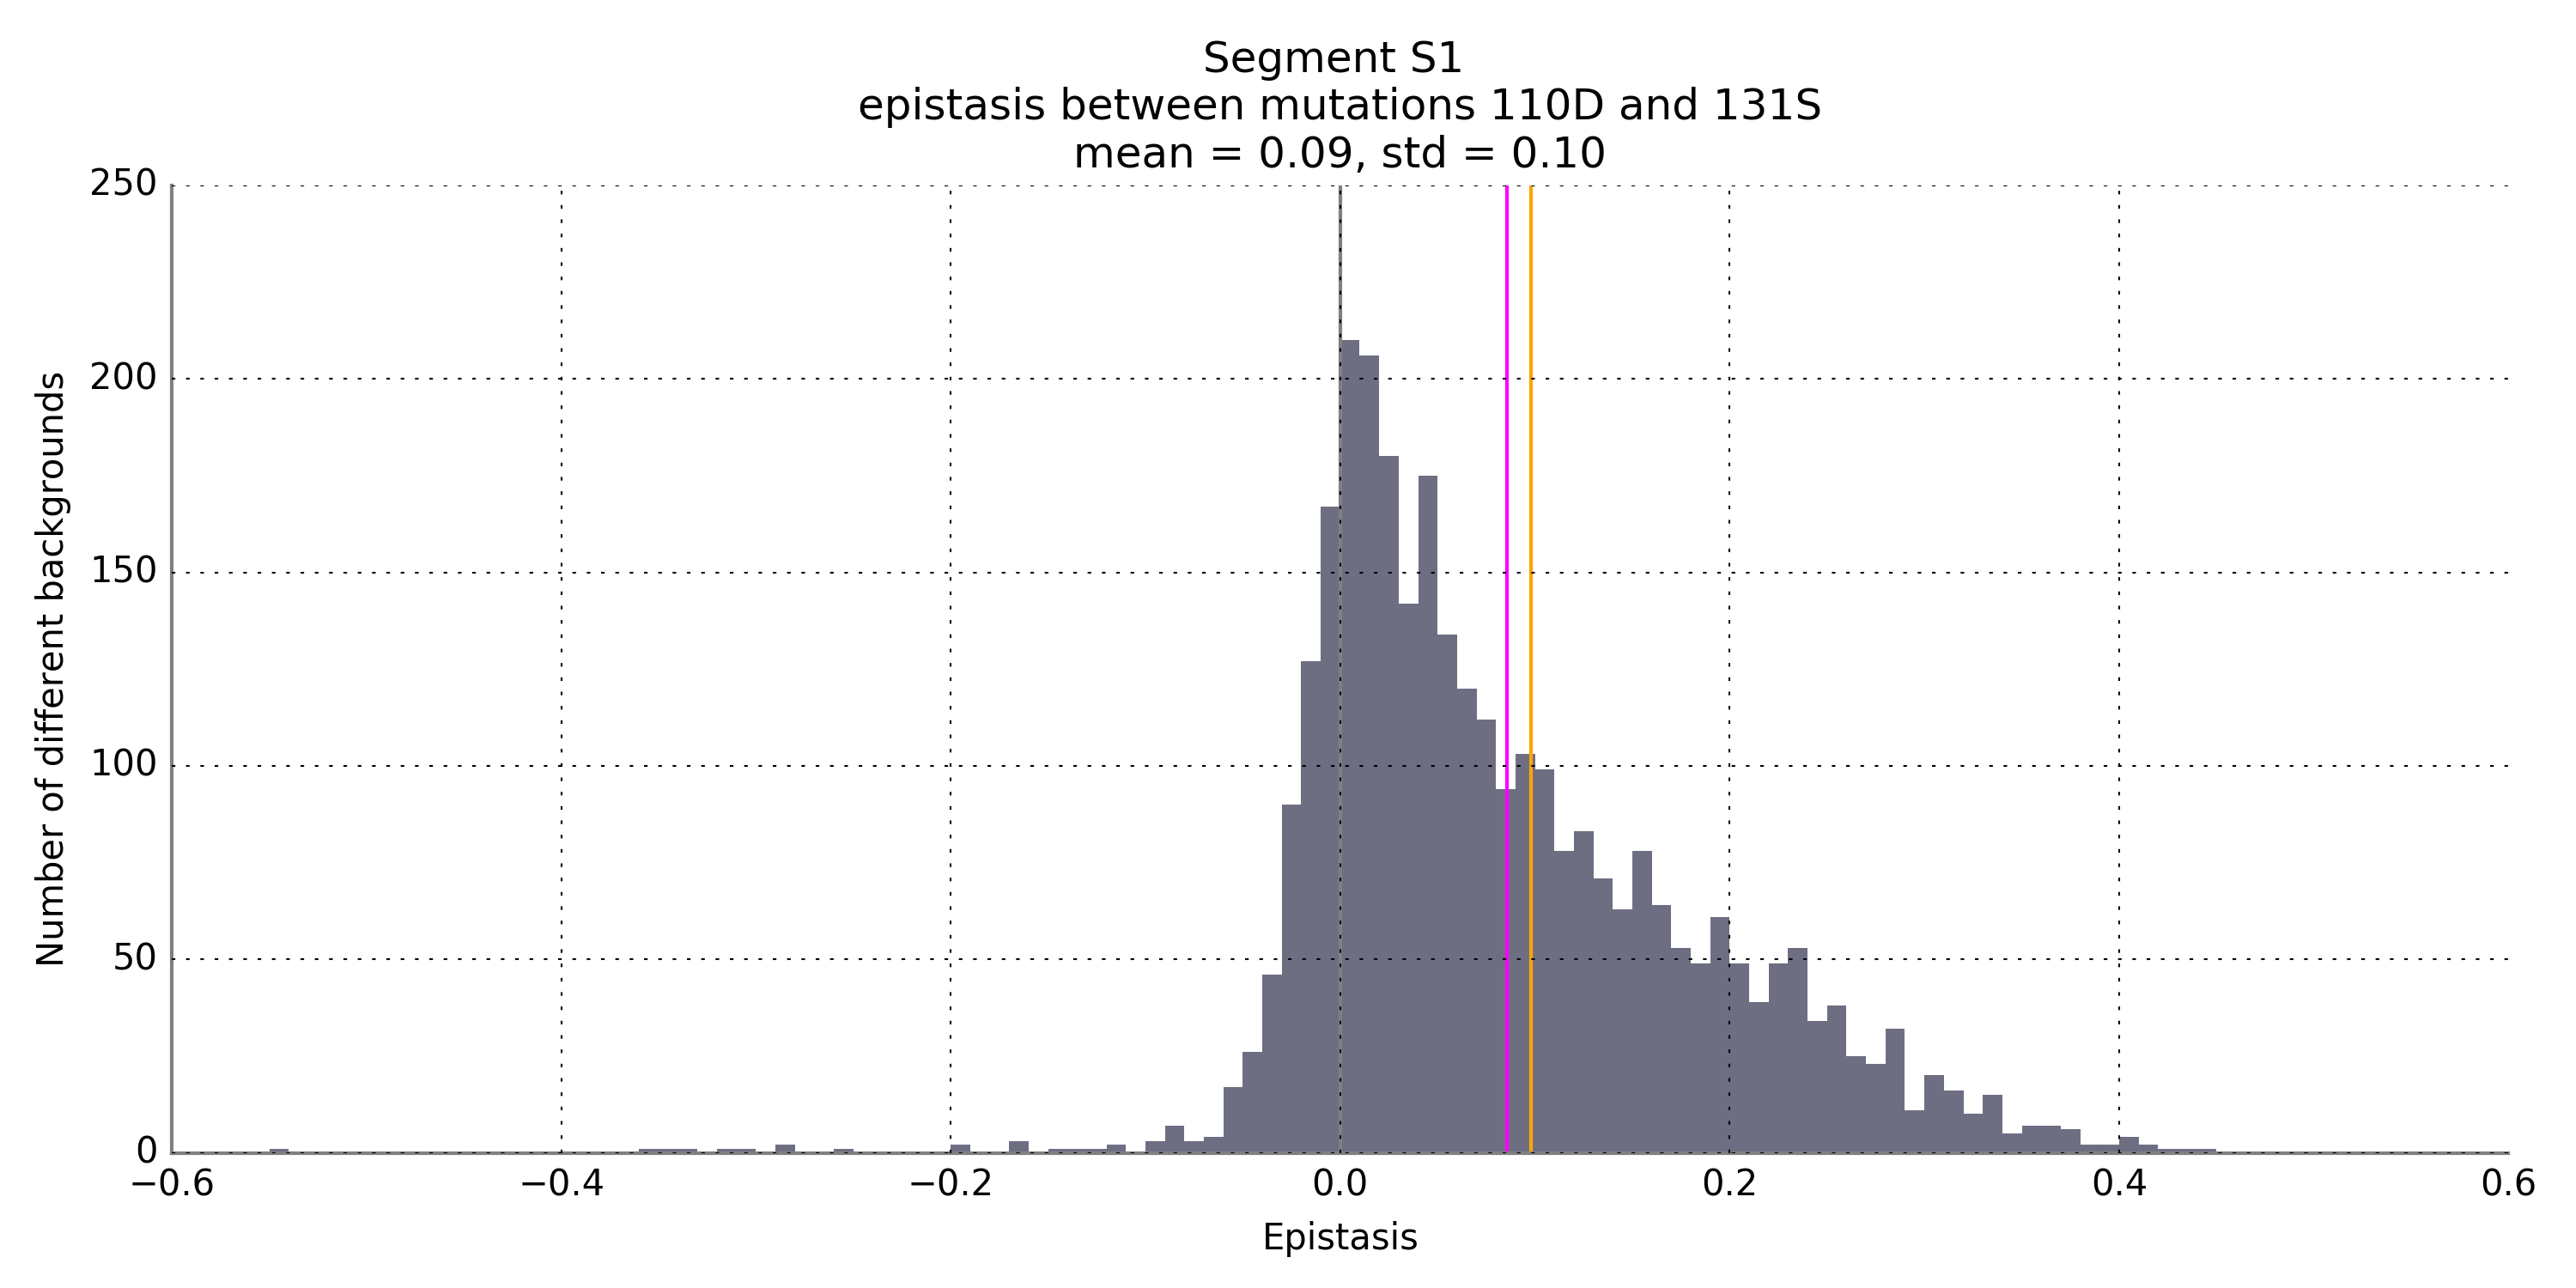 Segment S1
epistasis between mutations 110D and 131S
mean = 0.09, std = 0.10
Number of different backgrounds
250
200
150
100
50
0
−0.6 −0.4 −0.2 0.0 0.2 0.4 0.6
Epistasis